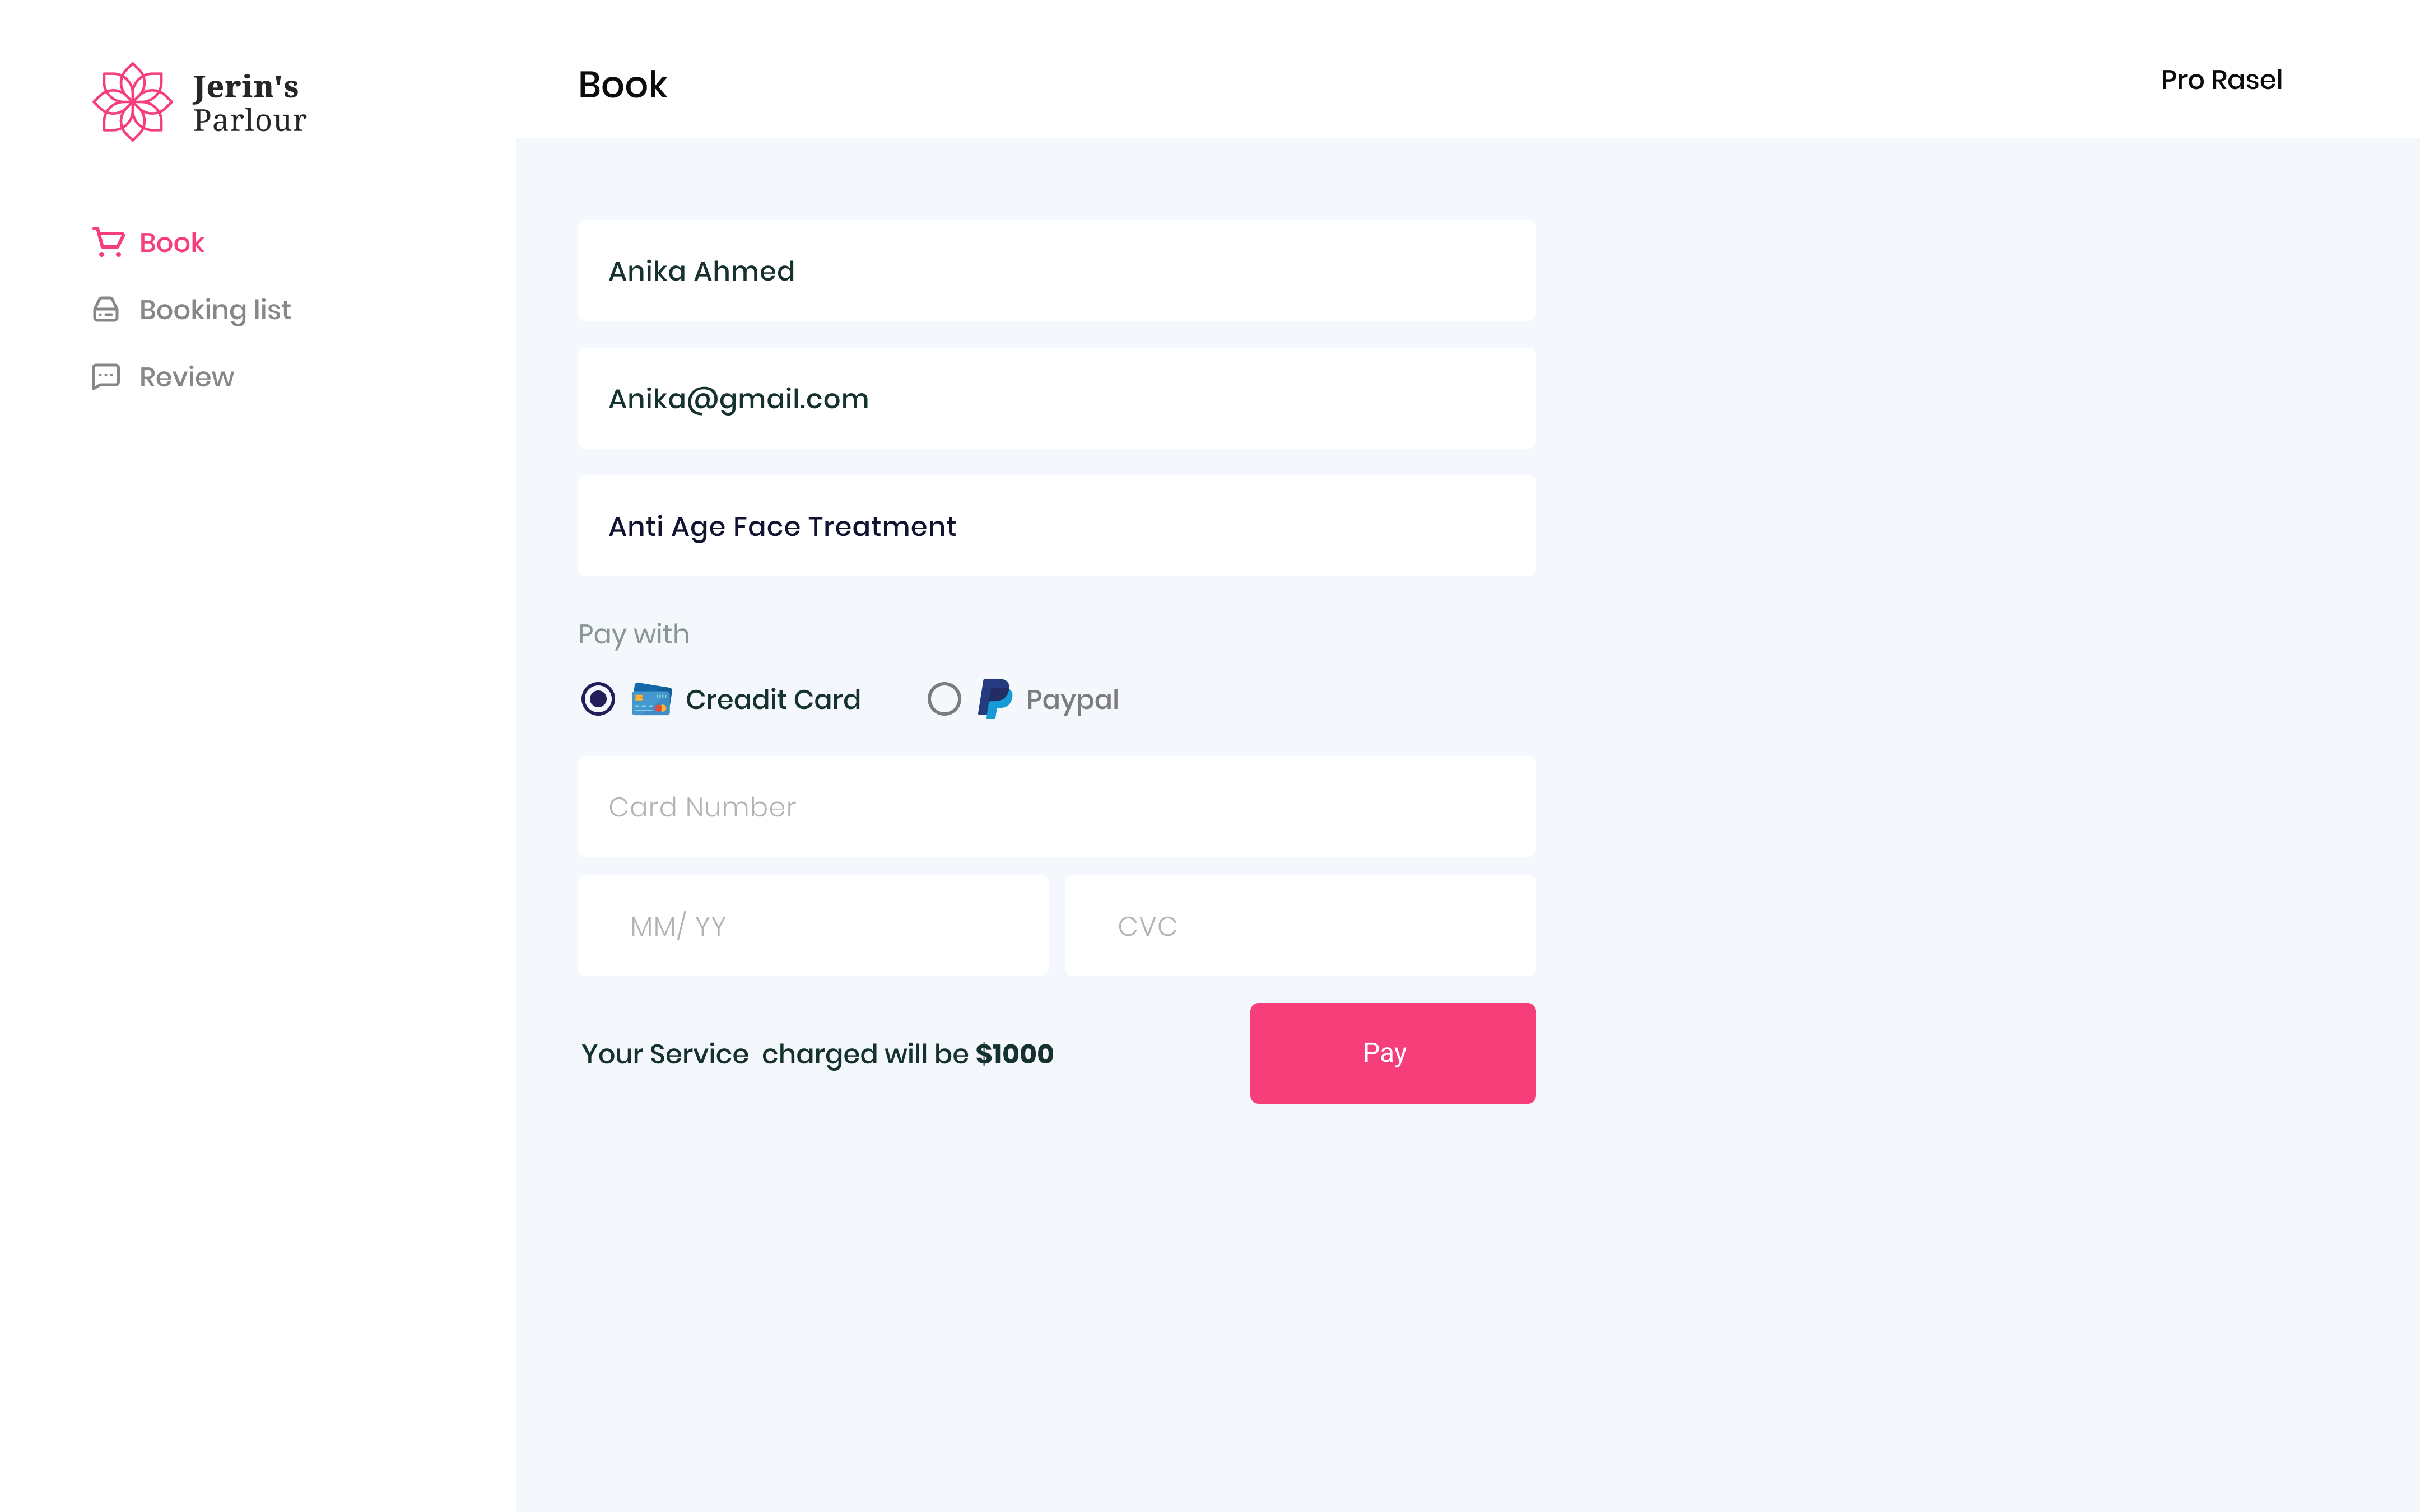 Jerin's
Parlour
Book
Booking list
Review
Book
Pro Rasel
Anika Ahmed
Anika@gmail.com
Anti Age Face Treatment
Pay with
Creadit Card
Paypal
Card Number
MM/ YY
CVC
Your Service  charged will be $1000
Pay